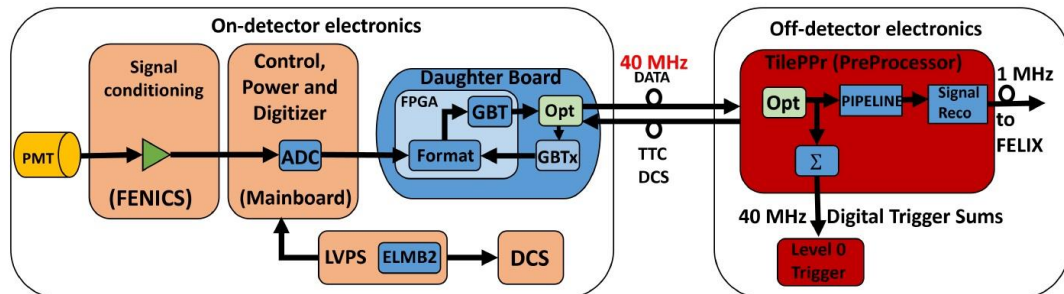 On-detector electronics
Off-detector electronics
Signal
conditioning
(FENICS)
PMT
Control,
Power and
Digitizer
ADC
(Mainboard)
Daughter Board
FPGA
GBT
Opt
Format
GBTx
40 MHz
DATA
TTC
DCS
TilePPr (PreProcessor)
Opt
PIPELINE
Signal
Reco
Σ
1 MHz
to
FELIX
40 MHz
Digital Trigger Sums
Level 0
Trigger
LVPS
ELMB2
DCS